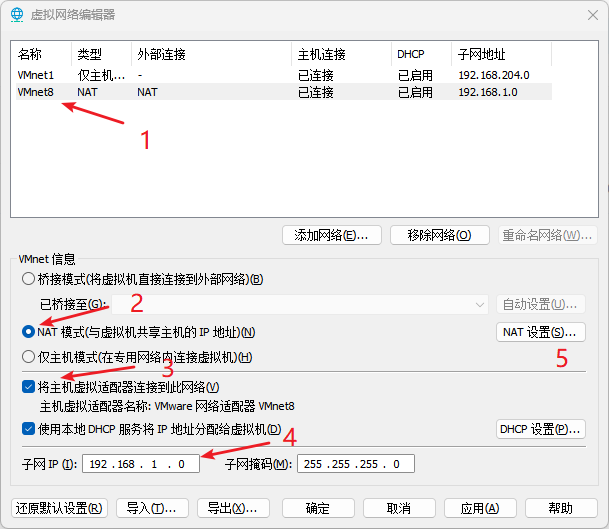 虚拟网络编辑器
名称 类型 外部连接 主机连接 DHCP 子网地址
VMnet1 仅主机... - 已连接 已启用 192.168.204.0
VMnet8 NAT NAT 已连接 已启用 192.168.1.0
1
添加网络(E)... 移除网络(O) 重命名网络(W)...
VMnet 信息
桥接模式(将虚拟机直接连接到外部网络)(B)
已桥接至(G): 2 自动设置(U)...
NAT 模式(与虚拟机共享主机的 IP 地址)(N) NAT 设置(S)...
仅主机模式(在专用网络内连接虚拟机)(H) 5
3
将主机虚拟适配器连接到此网络(V)
主机虚拟适配器名称: VMware 网络适配器 VMnet8
使用本地 DHCP 服务将 IP 地址分配给虚拟机(D) 4 DHCP 设置(P)...
子网 IP (I): 192 . 168 . 1 . 0 子网掩码(M): 255 . 255 . 255 . 0
还原默认设置(R) 导入(T)... 导出(X)... 确定 取消 应用(A) 帮助